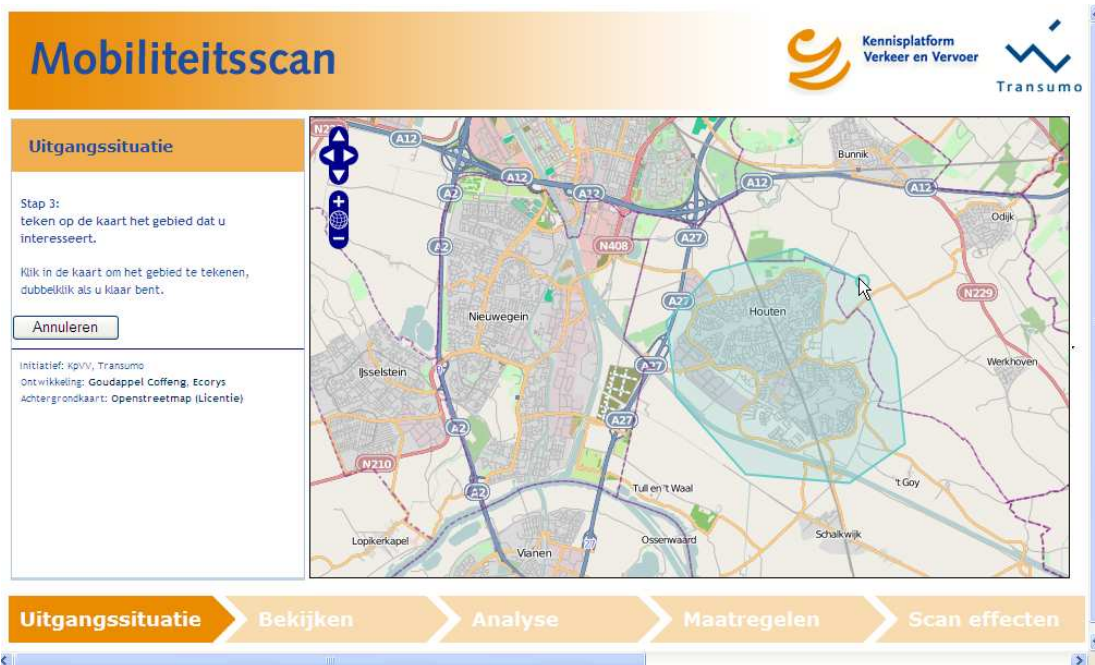 Mobiliteitsscan
Kennisplatform
Verkeer en Vervoer
Transumo
Uitgangssituatie
Stap 3:
teken op de kaart het gebied dat u
interesseert.
Klik in de kaart om het gebied te tekenen,
dubbelklik als u klaar bent.
Annuleren
Initiatief: KpVV, Transumo
Ontwikkeling: Goudappel Coffeng, Ecorys
Achtergrondkaart: Openstreetmap (Licentie)
A12
Bunnik
A2
A12
A12
A12
A12
Odijk
A2
N408
A27
N229
A27
Nieuwegein
Houten
IJsselstein
A27
Werkhoven
A2
A27
N210
A2
Tull en 't Waal
't Goy
Lopikerkapel
Vianen
27
Ossenwaard
Schalkwijk
Uitgangssituatie
Bekijken
Analyse
Maatregelen
Scan effecten